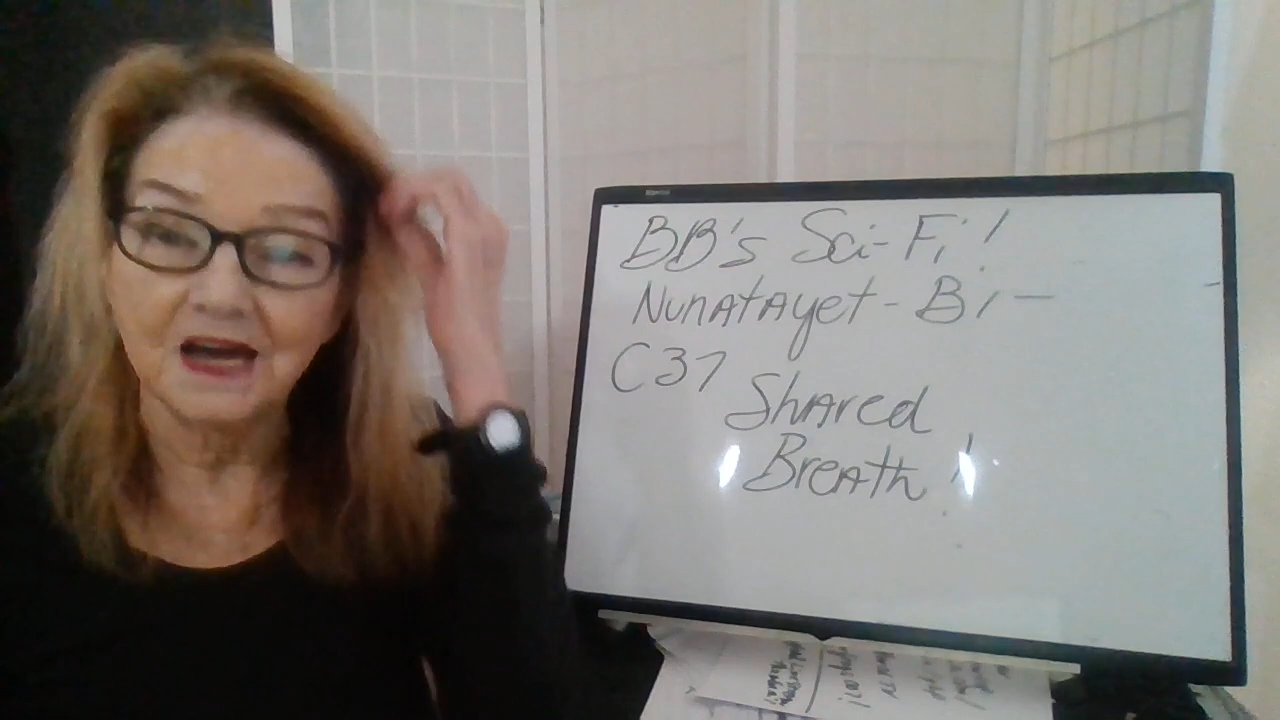 BB's Sci-Fi!
NunAtAyet - Bi -
C37
ShAred
BreAth!